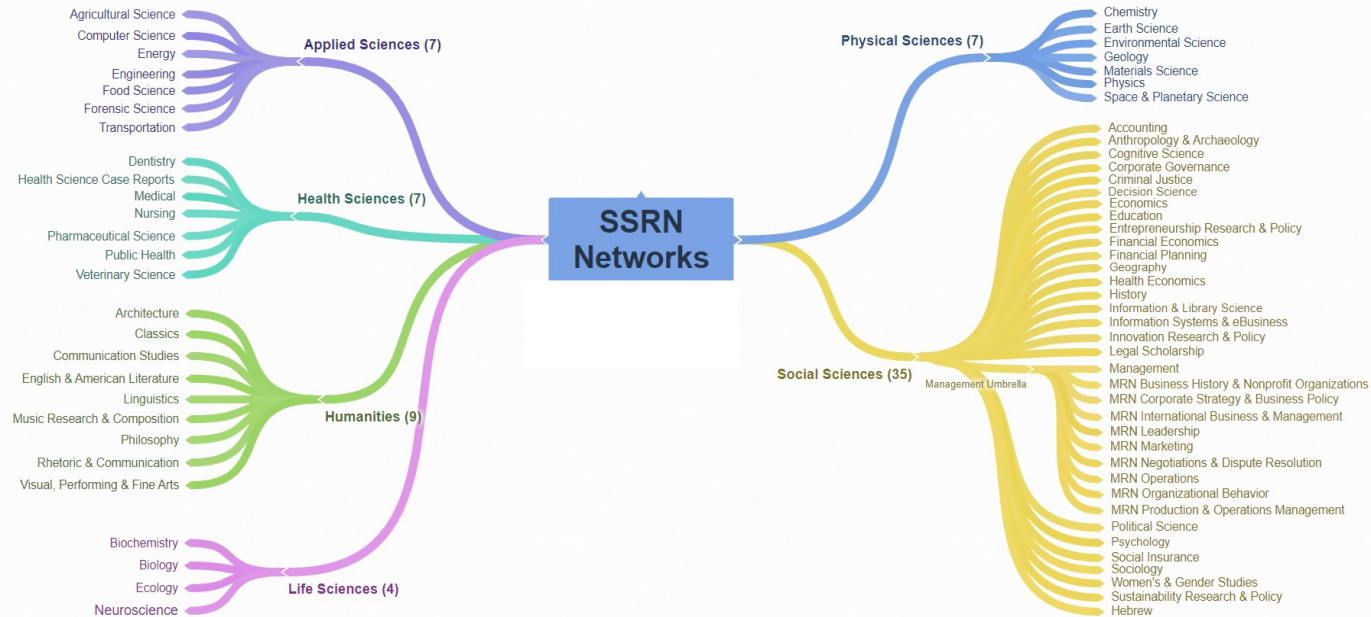 SSRN
Networks
Applied Sciences (7)
Agricultural Science
Computer Science
Energy
Engineering
Food Science
Forensic Science
Transportation
Health Sciences (7)
Dentistry
Health Science Case Reports
Medical
Nursing
Pharmaceutical Science
Public Health
Veterinary Science
Humanities (9)
Architecture
Classics
Communication Studies
English & American Literature
Linguistics
Music Research & Composition
Philosophy
Rhetoric & Communication
Visual, Performing & Fine Arts
Life Sciences (4)
Biochemistry
Biology
Ecology
Neuroscience
Physical Sciences (7)
Chemistry
Earth Science
Environmental Science
Geology
Materials Science
Physics
Space & Planetary Science
Social Sciences (35)
Accounting
Anthropology & Archaeology
Cognitive Science
Corporate Governance
Criminal Justice
Decision Science
Economics
Education
Entrepreneurship Research & Policy
Financial Economics
Financial Planning
Geography
Health Economics
History
Information & Library Science
Information Systems & eBusiness
Innovation Research & Policy
Legal Scholarship
Management Umbrella
Management
MRN Business History & Nonprofit Organizations
MRN Corporate Strategy & Business Policy
MRN International Business & Management
MRN Leadership
MRN Marketing
MRN Negotiations & Dispute Resolution
MRN Operations
MRN Organizational Behavior
MRN Production & Operations Management
Political Science
Psychology
Social Insurance
Sociology
Women's & Gender Studies
Sustainability Research & Policy
Hebrew